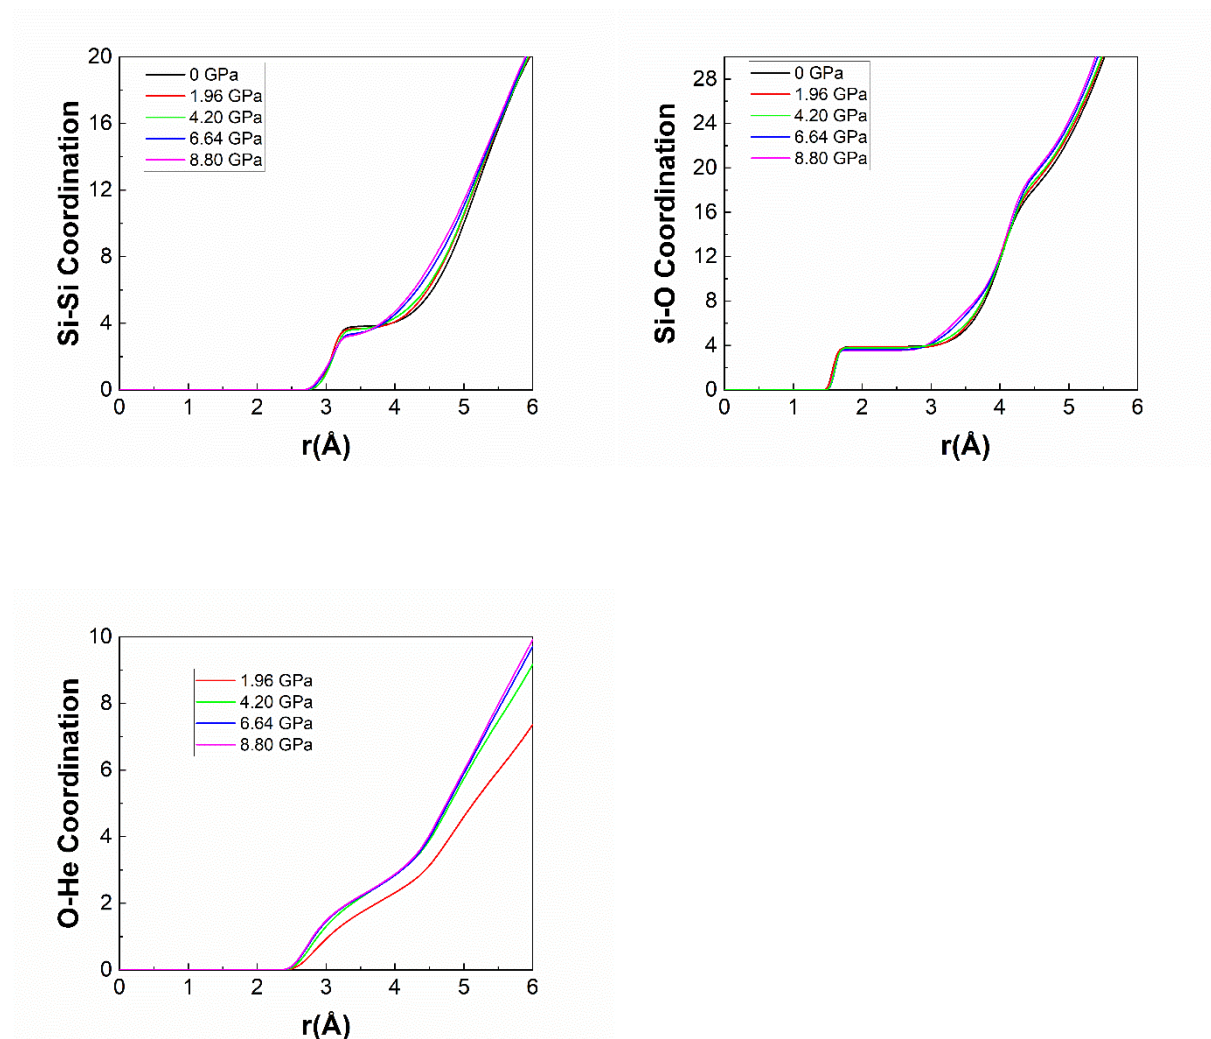 Si-Si Coordination
20
16
12
8
4
0
0 GPa
1.96 GPa
4.20 GPa
6.64 GPa
8.80 GPa
0 1 2 3 4 5 6
r(Å)
Si-O Coordination
28
24
20
16
12
8
4
0
0 GPa
1.96 GPa
4.20 GPa
6.64 GPa
8.80 GPa
0 1 2 3 4 5 6
r(Å)
O-He Coordination
10
8
6
4
2
0
1.96 GPa
4.20 GPa
6.64 GPa
8.80 GPa
0 1 2 3 4 5 6
r(Å)